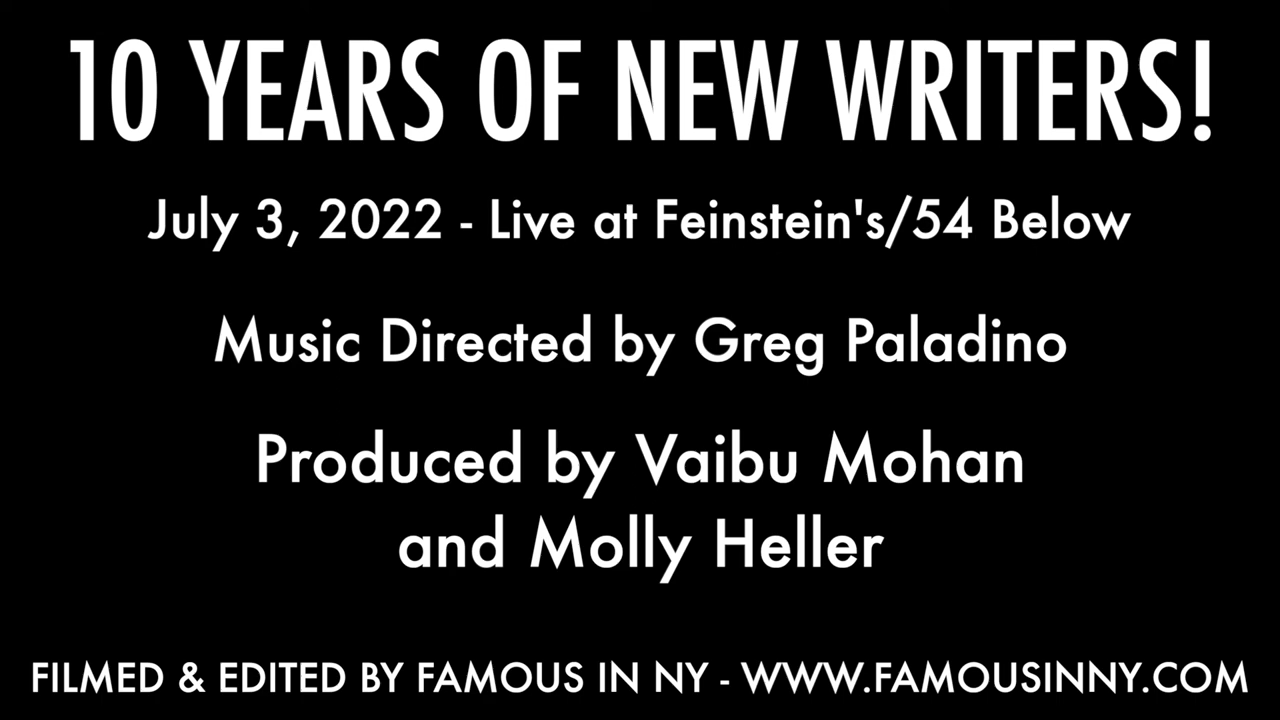 10 YEARS OF NEW WRITERS!
July 3, 2022 - Live at Feinstein's/54 Below
Music Directed by Greg Paladino
Produced by Vaibu Mohan
and Molly Heller
FILMED & EDITED BY FAMOUS IN NY - WWW.FAMOUSINNY.COM